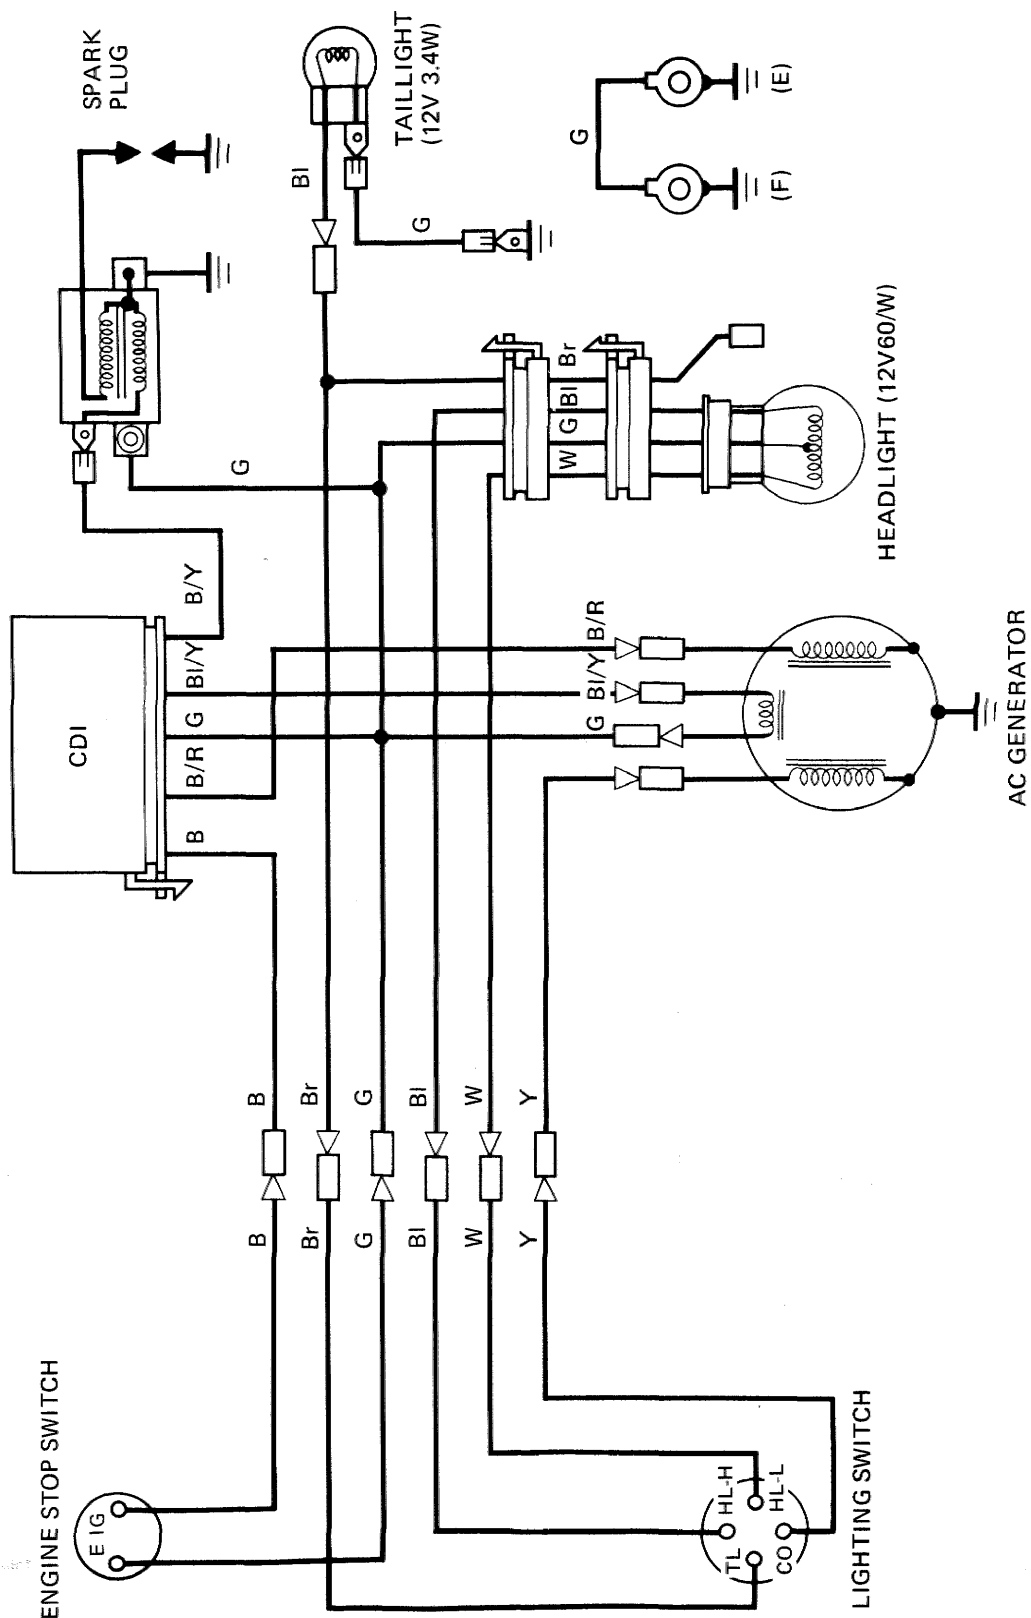 SPARK
PLUG
TAILLIGHT
(12V 3.4W)
Bl
G
G
(F)
(E)
G
Br
Bl
G
W
HEADLIGHT (12V60/W)
CDI
B/Y
Bl/Y
G
B/R
B
B/R
Bl/Y
G
AC GENERATOR
B
Br
G
Bl
W
Y
B
Br
G
Bl
W
Y
ENGINE STOP SWITCH
E IG
LIGHTING SWITCH
HL-H
HL-L
TL
CO